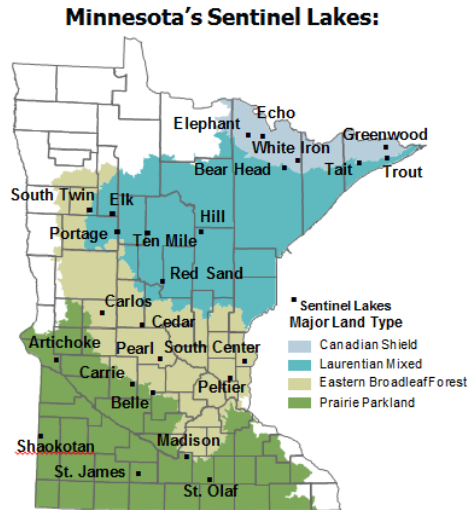 Minnesota's Sentinel Lakes:
Echo
Elephant
Greenwood
White Iron
Bear Head
Tait
Trout
South Twin
Elk
Hill
Portage
Ten Mile
Red Sand
Carlos
Sentinel Lakes
Major Land Type
Cedar
Artichoke
Canadian Shield
Pearl
South Center
Laurentian Mixed
Carrie
Peltier
Eastern BroadleafForest
Belle
Prairie Parkland
Shaokotan
Madison
St. James
St. Olaf